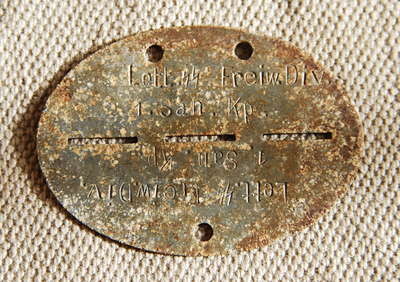 Lett. ᛋᛋ Freiw.Div.
1.San. Kp.
1. San. Kp.
Lett. ᛋᛋ Freiw Div.